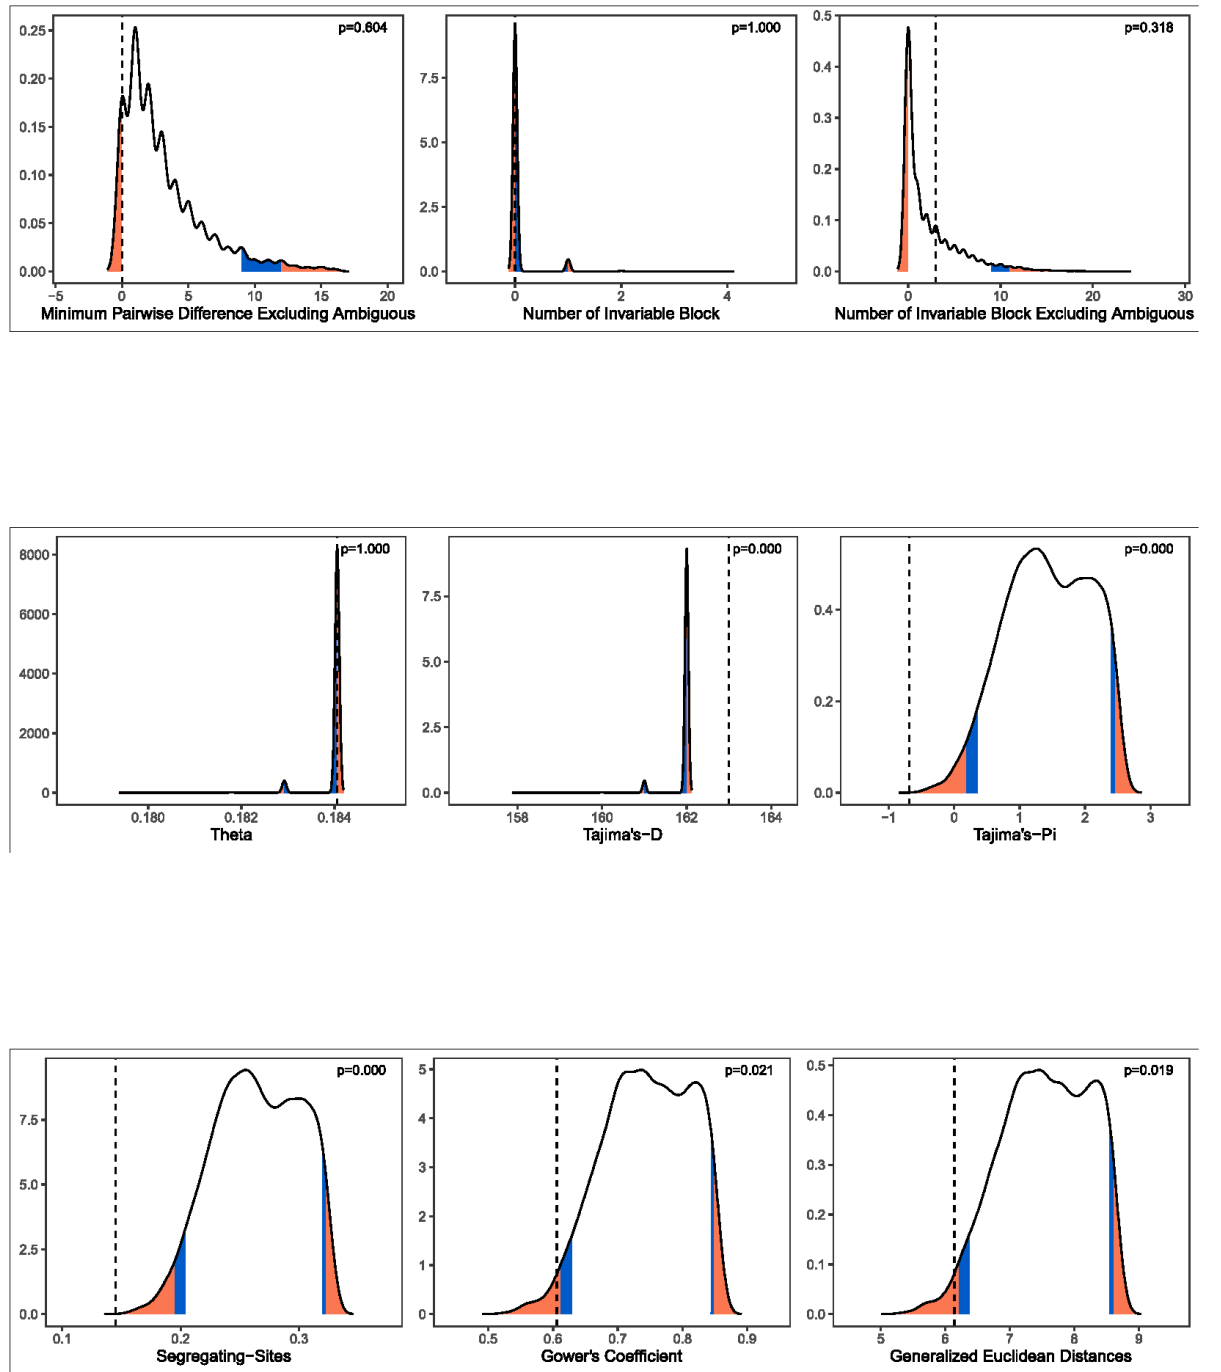 p=0.604
0.25
0.20
0.15
0.10
0.05
0.00
-5 0 5 10 15 20
Minimum Pairwise Difference Excluding Ambiguous
p=1.000
7.5
5.0
2.5
0.0
0 2 4
Number of Invariable Block
p=0.318
0.5
0.4
0.3
0.2
0.1
0.0
0 10 20 30
Number of Invariable Block Excluding Ambiguous
p=1.000
8000
6000
4000
2000
0
0.180 0.182 0.184
Theta
p=0.000
7.5
5.0
2.5
0.0
158 160 162 164
Tajima's-D
p=0.000
0.4
0.2
0.0
-1 0 1 2 3
Tajima's-Pi
p=0.000
7.5
5.0
2.5
0.0
0.1 0.2 0.3
Segregating-Sites
p=0.021
5
4
3
2
1
0
0.5 0.6 0.7 0.8 0.9
Gower's Coefficient
p=0.019
0.5
0.4
0.3
0.2
0.1
0.0
5 6 7 8 9
Generalized Euclidean Distances